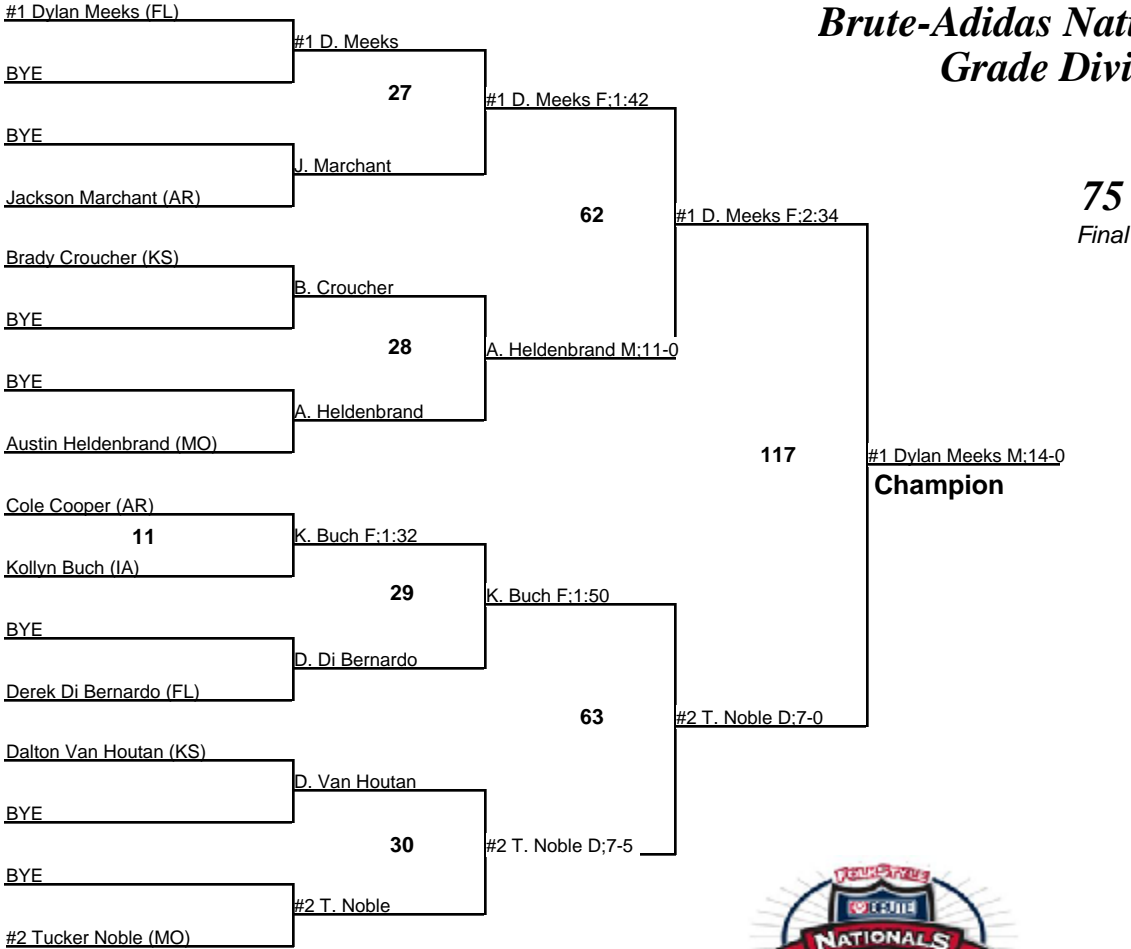 #1 Dylan Meeks (FL)
BYE
BYE
Jackson Marchant (AR)
Brady Croucher (KS)
BYE
BYE
Austin Heldenbrand (MO)
Cole Cooper (AR)
11
Kollyn Buch (IA)
BYE
Derek Di Bernardo (FL)
Dalton Van Houtan (KS)
BYE
BYE
#2 Tucker Noble (MO)
#1 D. Meeks
27
J. Marchant
B. Croucher
28
A. Heldenbrand
K. Buch F;1:32
29
D. Di Bernardo
D. Van Houtan
30
#2 T. Noble
#1 D. Meeks F;1:42
62
A. Heldenbrand M;11-0
K. Buch F;1:50
63
#2 T. Noble D;7-5
#1 D. Meeks F;2:34
117
#2 T. Noble D;7-0
#1 Dylan Meeks M;14-0
Champion
Brute-Adidas Nati
Grade Divi
75
Final
FOLKSTYLE
BRUTE
NATIONALS